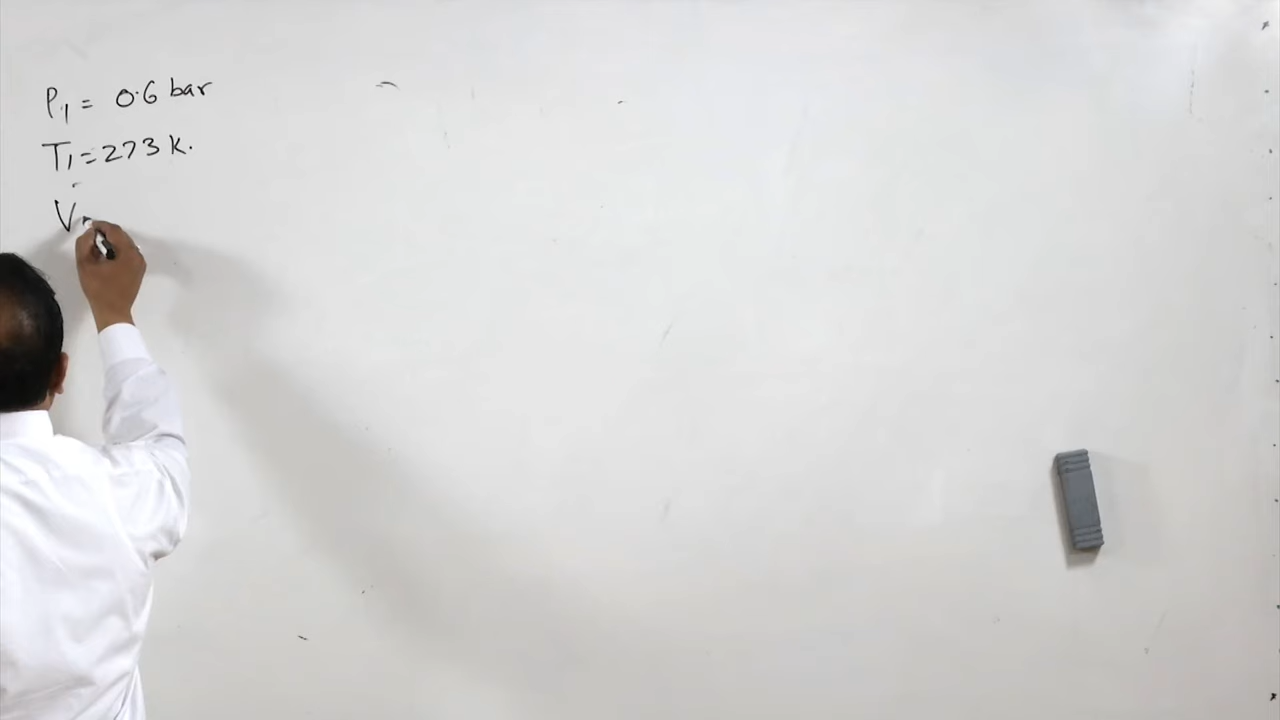 P₁ = 0.6 bar
T₁ = 273 K.
V